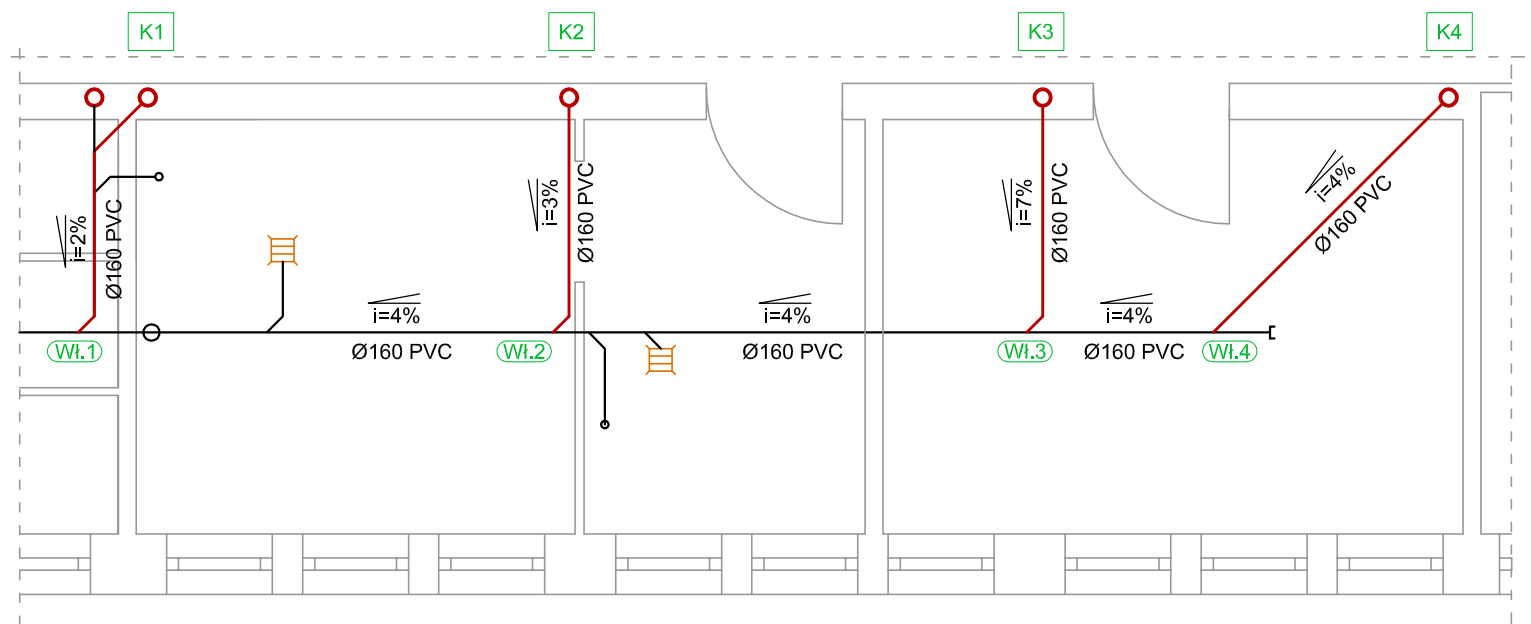 K1
K2
K3
K4
i=2%
Ø160 PVC
i=3%
Ø160 PVC
i=7%
Ø160 PVC
i=4%
Ø160 PVC
i=4%
Ø160 PVC
i=4%
Ø160 PVC
i=4%
Ø160 PVC
Wł.1
Wł.2
Wł.3
Wł.4